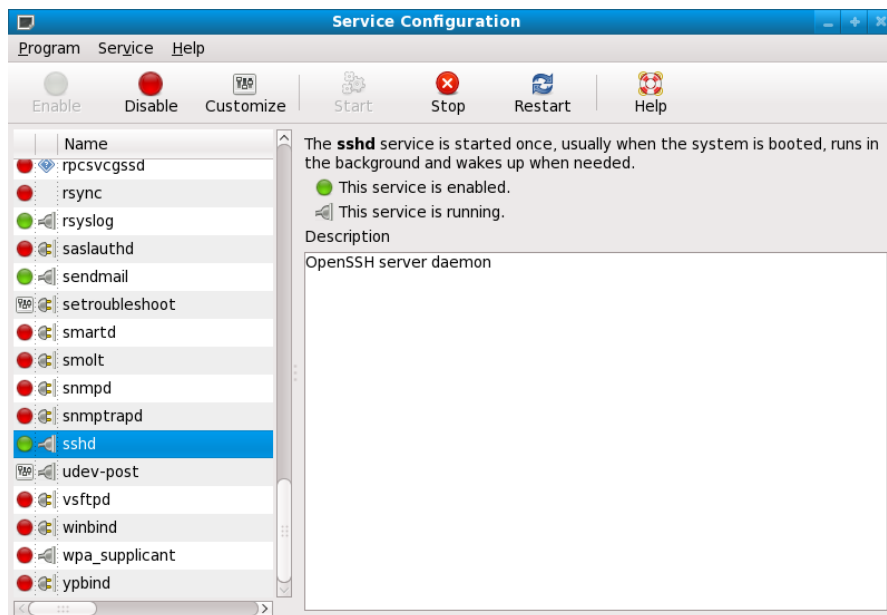 Service Configuration
Program Service Help
Enable Disable Customize Start Stop Restart Help
Name
rpcsvcgssd
rsync
rsyslog
saslauthd
sendmail
setroubleshoot
smartd
smolt
snmpd
snmptrapd
sshd
udev-post
vsftpd
winbind
wpa_supplicant
ypbind
The sshd service is started once, usually when the system is booted, runs in
the background and wakes up when needed.
This service is enabled.
This service is running.
Description
OpenSSH server daemon